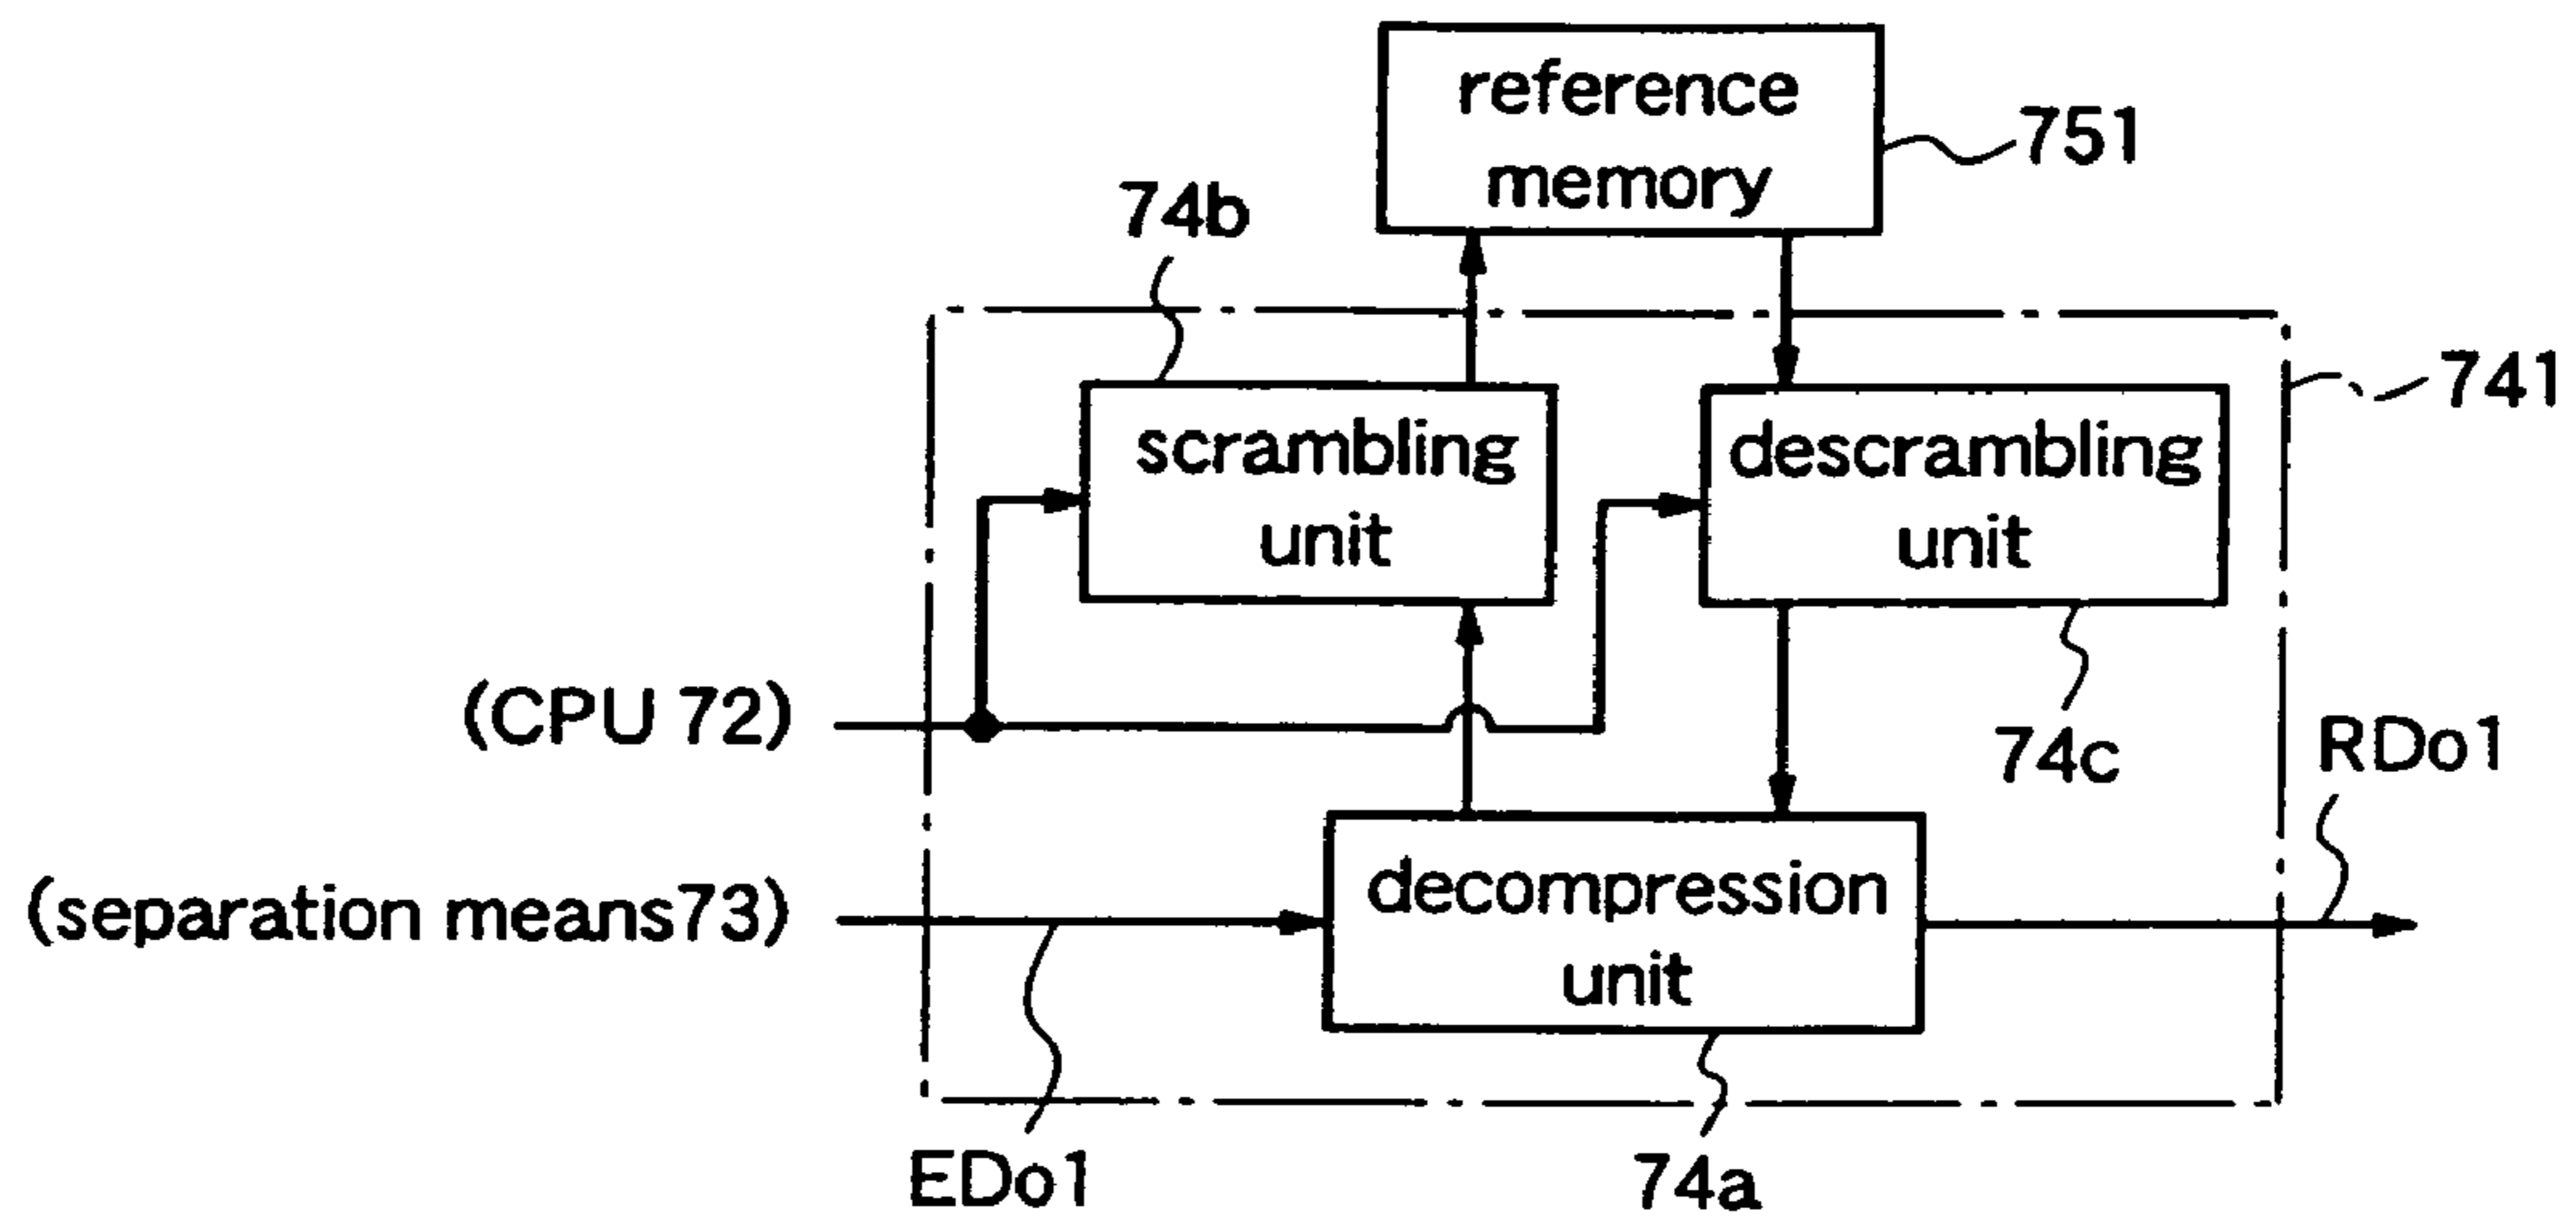 reference
memory
751
74b
741
scrambling
unit
descrambling
unit
(CPU 72)
74c
RDo1
(separation means73)
decompression
unit
EDo1
74a